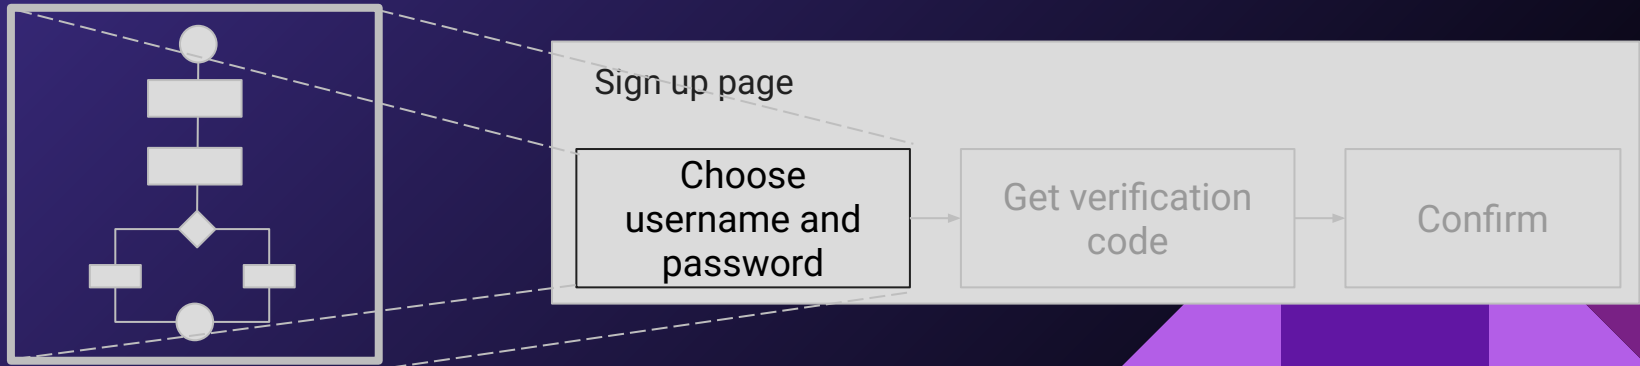 Sign up page
Choose
username and
password
Get verification
code
Confirm